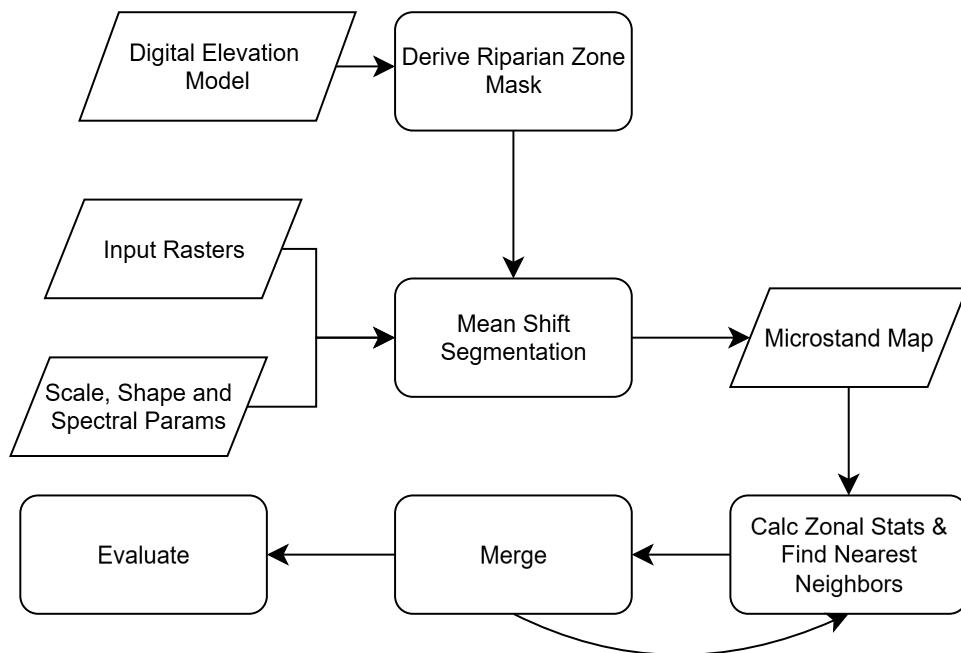 Digital Elevation
Model
Derive Riparian Zone
Mask
Input Rasters
Scale, Shape and
Spectral Params
Mean Shift
Segmentation
Microstand Map
Evaluate
Merge
Calc Zonal Stats &
Find Nearest
Neighbors